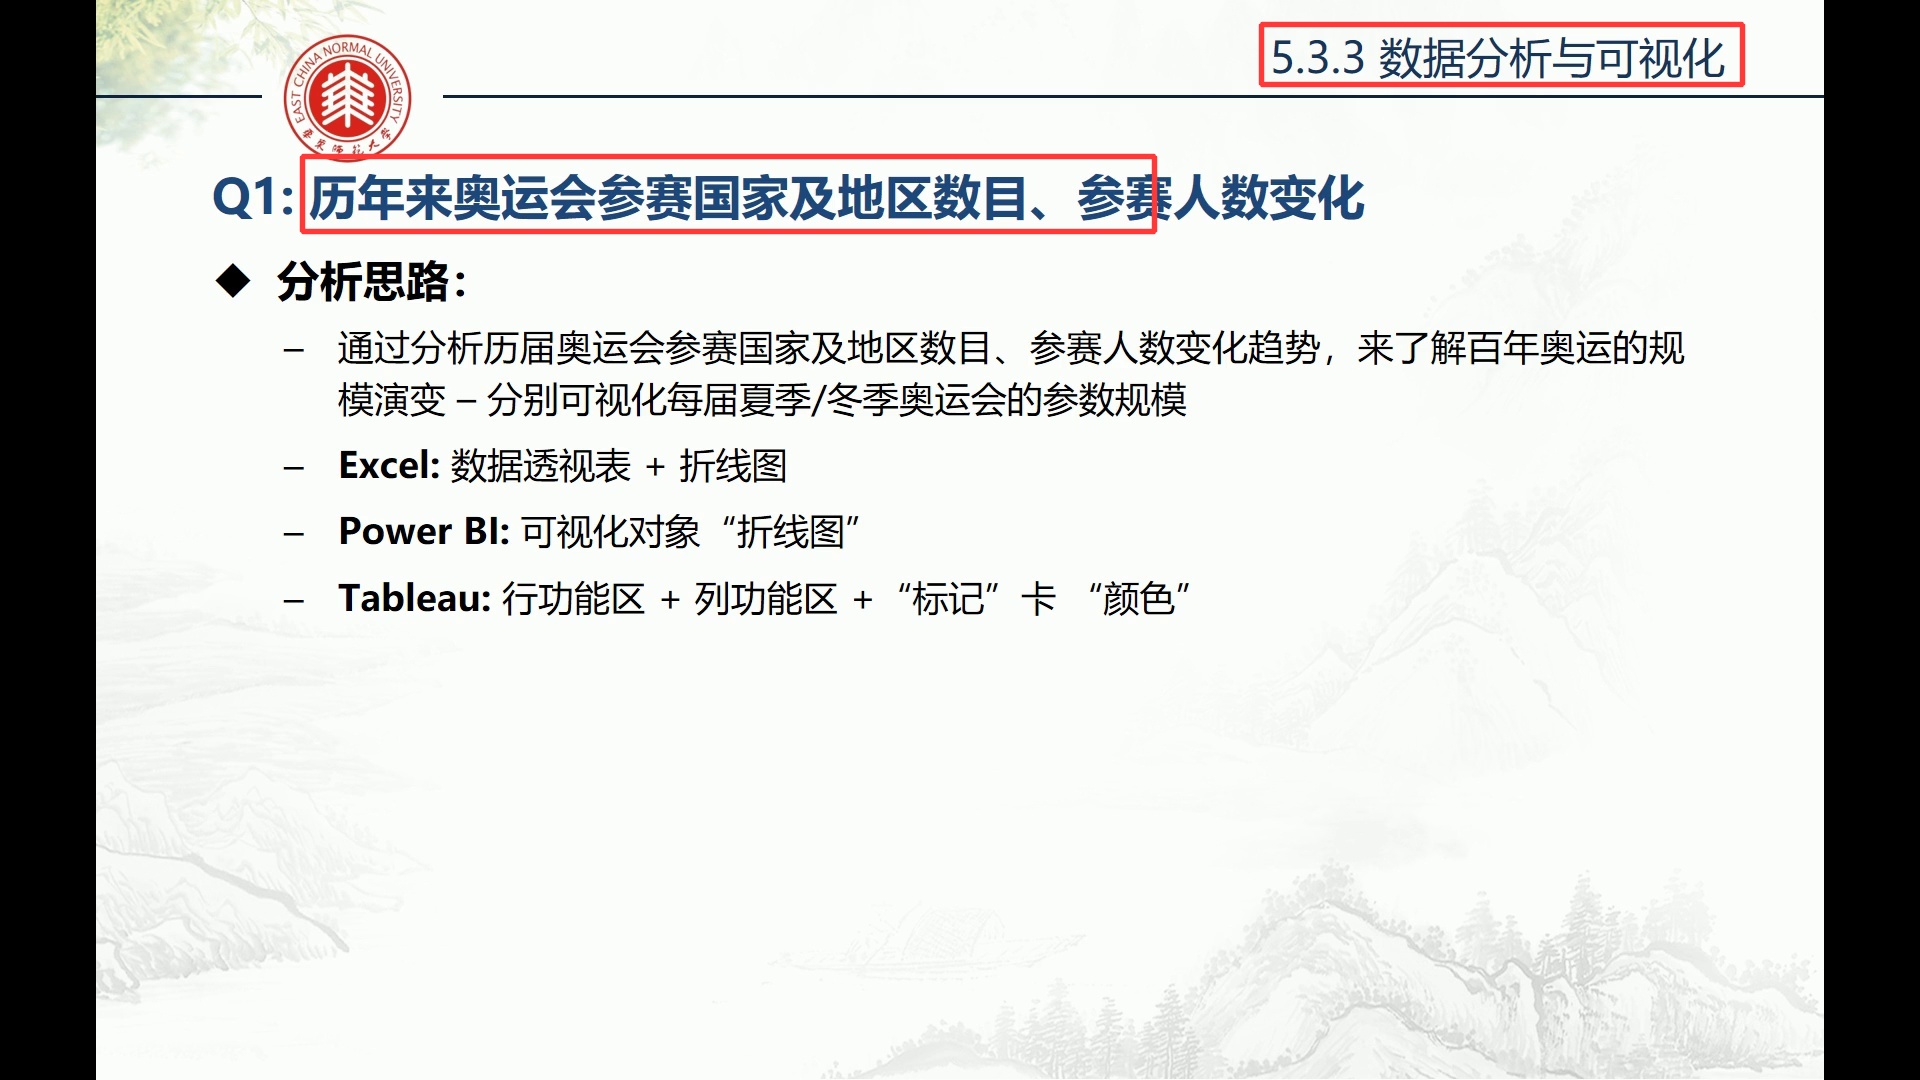 5.3.3 数据分析与可视化
EAST CHINA NORMAL UNIVERSITY
华东师范大学
Q1: 历年来奥运会参赛国家及地区数目、参赛人数变化
◆ 分析思路：
– 通过分析历届奥运会参赛国家及地区数目、参赛人数变化趋势，来了解百年奥运的规
模演变 – 分别可视化每届夏季/冬季奥运会的参数规模
– Excel: 数据透视表 + 折线图
– Power BI: 可视化对象“折线图”
– Tableau: 行功能区 + 列功能区 +“标记”卡 “颜色”